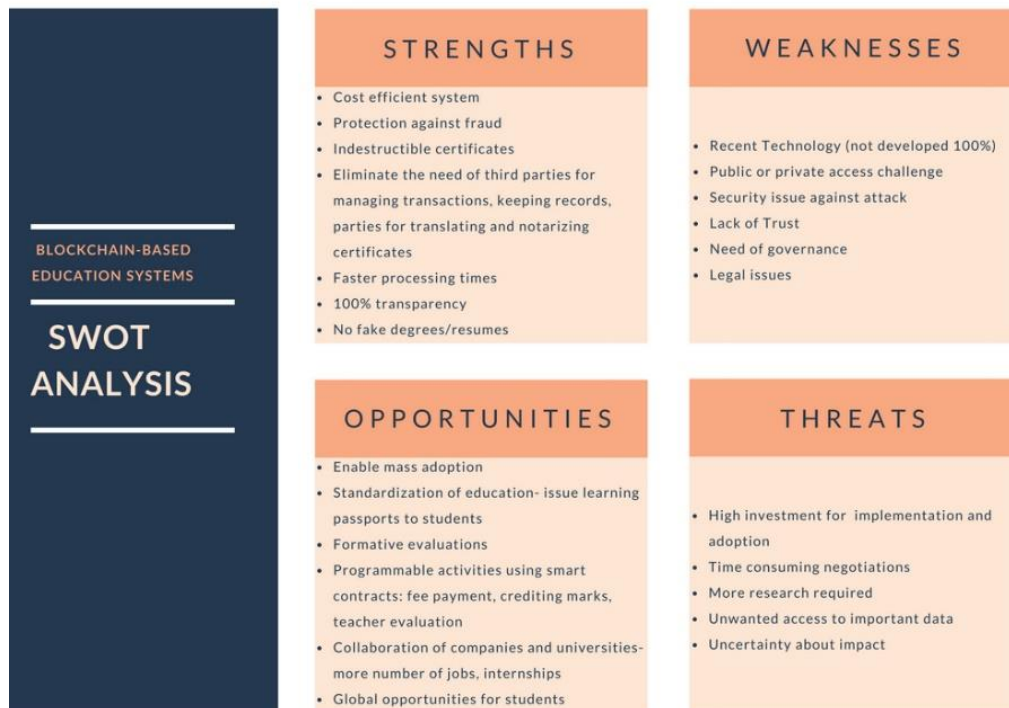 BLOCKCHAIN-BASED
EDUCATION SYSTEMS
SWOT
ANALYSIS
STRENGTHS
• Cost efficient system
• Protection against fraud
• Indestructible certificates
• Eliminate the need of third parties for
managing transactions, keeping records,
parties for translating and notarizing
certificates
• Faster processing times
• 100% transparency
• No fake degrees/resumes
WEAKNESSES
• Recent Technology (not developed 100%)
• Public or private access challenge
• Security issue against attack
• Lack of Trust
• Need of governance
• Legal issues
OPPORTUNITIES
• Enable mass adoption
• Standardization of education- issue learning
passports to students
• Formative evaluations
• Programmable activities using smart
contracts: fee payment, crediting marks,
teacher evaluation
• Collaboration of companies and universities-
more number of jobs, internships
• Global opportunities for students
THREATS
• High investment for implementation and
adoption
• Time consuming negotiations
• More research required
• Unwanted access to important data
• Uncertainty about impact